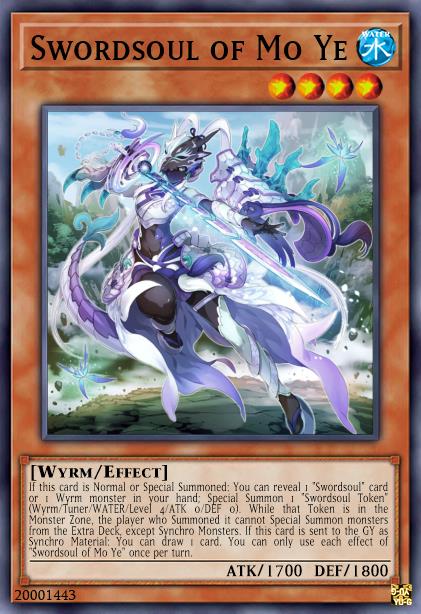 Swordsoul of Mo Ye
WATER
水
[Wyrm/Effect]
If this card is Normal or Special Summoned: You can reveal 1 "Swordsoul" card
or 1 Wyrm monster in your hand; Special Summon 1 "Swordsoul Token"
(Wyrm/Tuner/WATER/Level 4/ATK 0/DEF 0). While that Token is in the
Monster Zone, the player who Summoned it cannot Special Summon monsters
from the Extra Deck, except Synchro Monsters. If this card is sent to the GY as
Synchro Material: You can draw 1 card. You can only use each effect of
"Swordsoul of Mo Ye" once per turn.
ATK/1700 DEF/1800
20001443